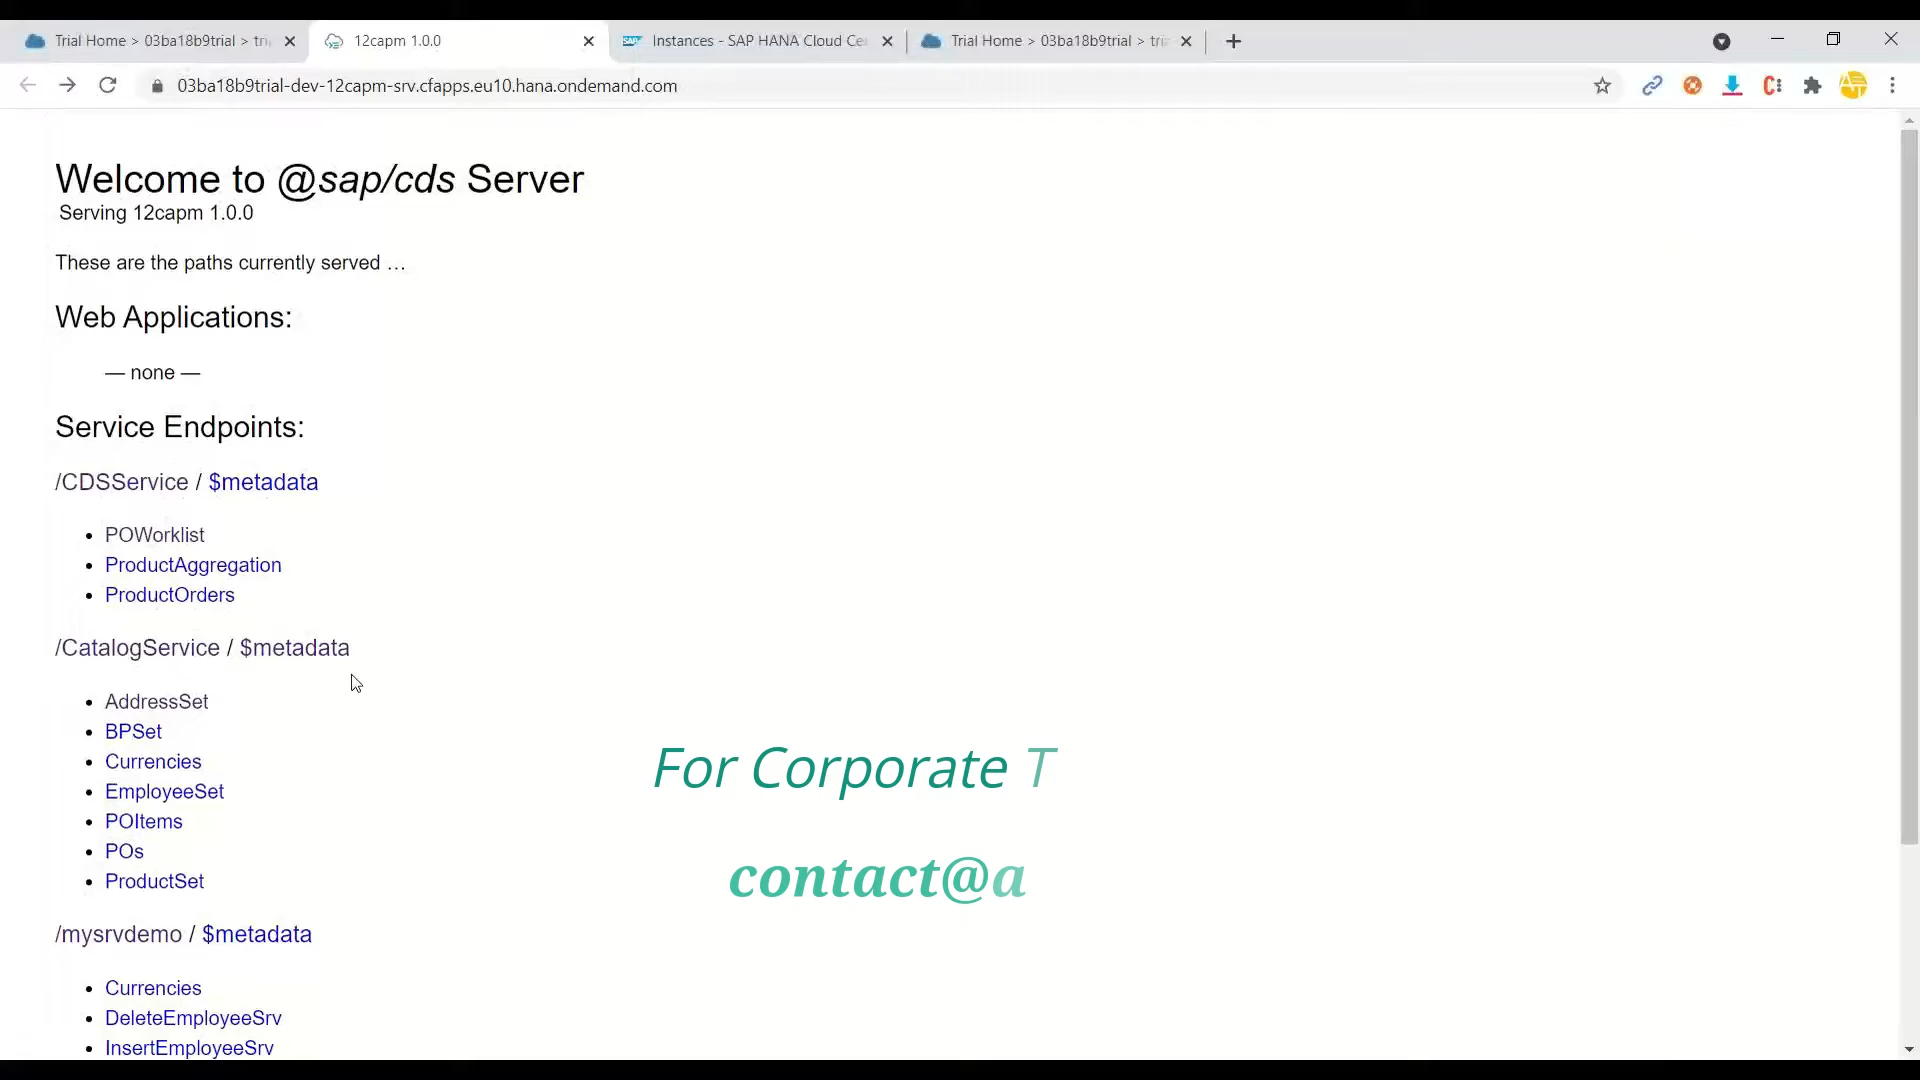 Trial Home > 03ba18b9trial > tri
12capm 1.0.0
Instances - SAP HANA Cloud Ce
Trial Home > 03ba18b9trial > tri
03ba18b9trial-dev-12capm-srv.cfapps.eu10.hana.ondemand.com
Welcome to @sap/cds Server
Serving 12capm 1.0.0
These are the paths currently served …
Web Applications:
— none —
Service Endpoints:
/CDSService / $metadata
• POWorklist
• ProductAggregation
• ProductOrders
/CatalogService / $metadata
• AddressSet
• BPSet
• Currencies
• EmployeeSet
• POItems
• POs
• ProductSet
For Corporate T
contact@a
/mysrvdemo / $metadata
• Currencies
• DeleteEmployeeSrv
• InsertEmployeeSrv